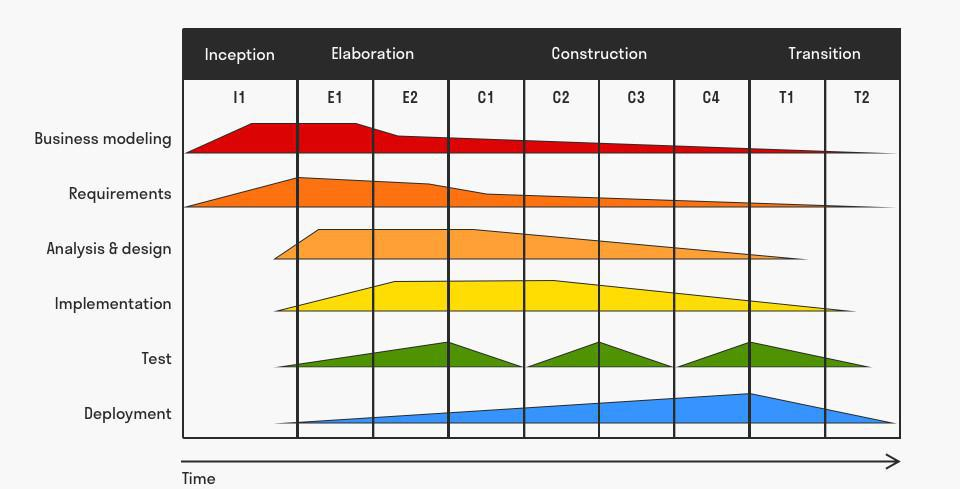 Inception Elaboration Construction Transition
I1 E1 E2 C1 C2 C3 C4 T1 T2
Business modeling
Requirements
Analysis & design
Implementation
Test
Deployment
Time